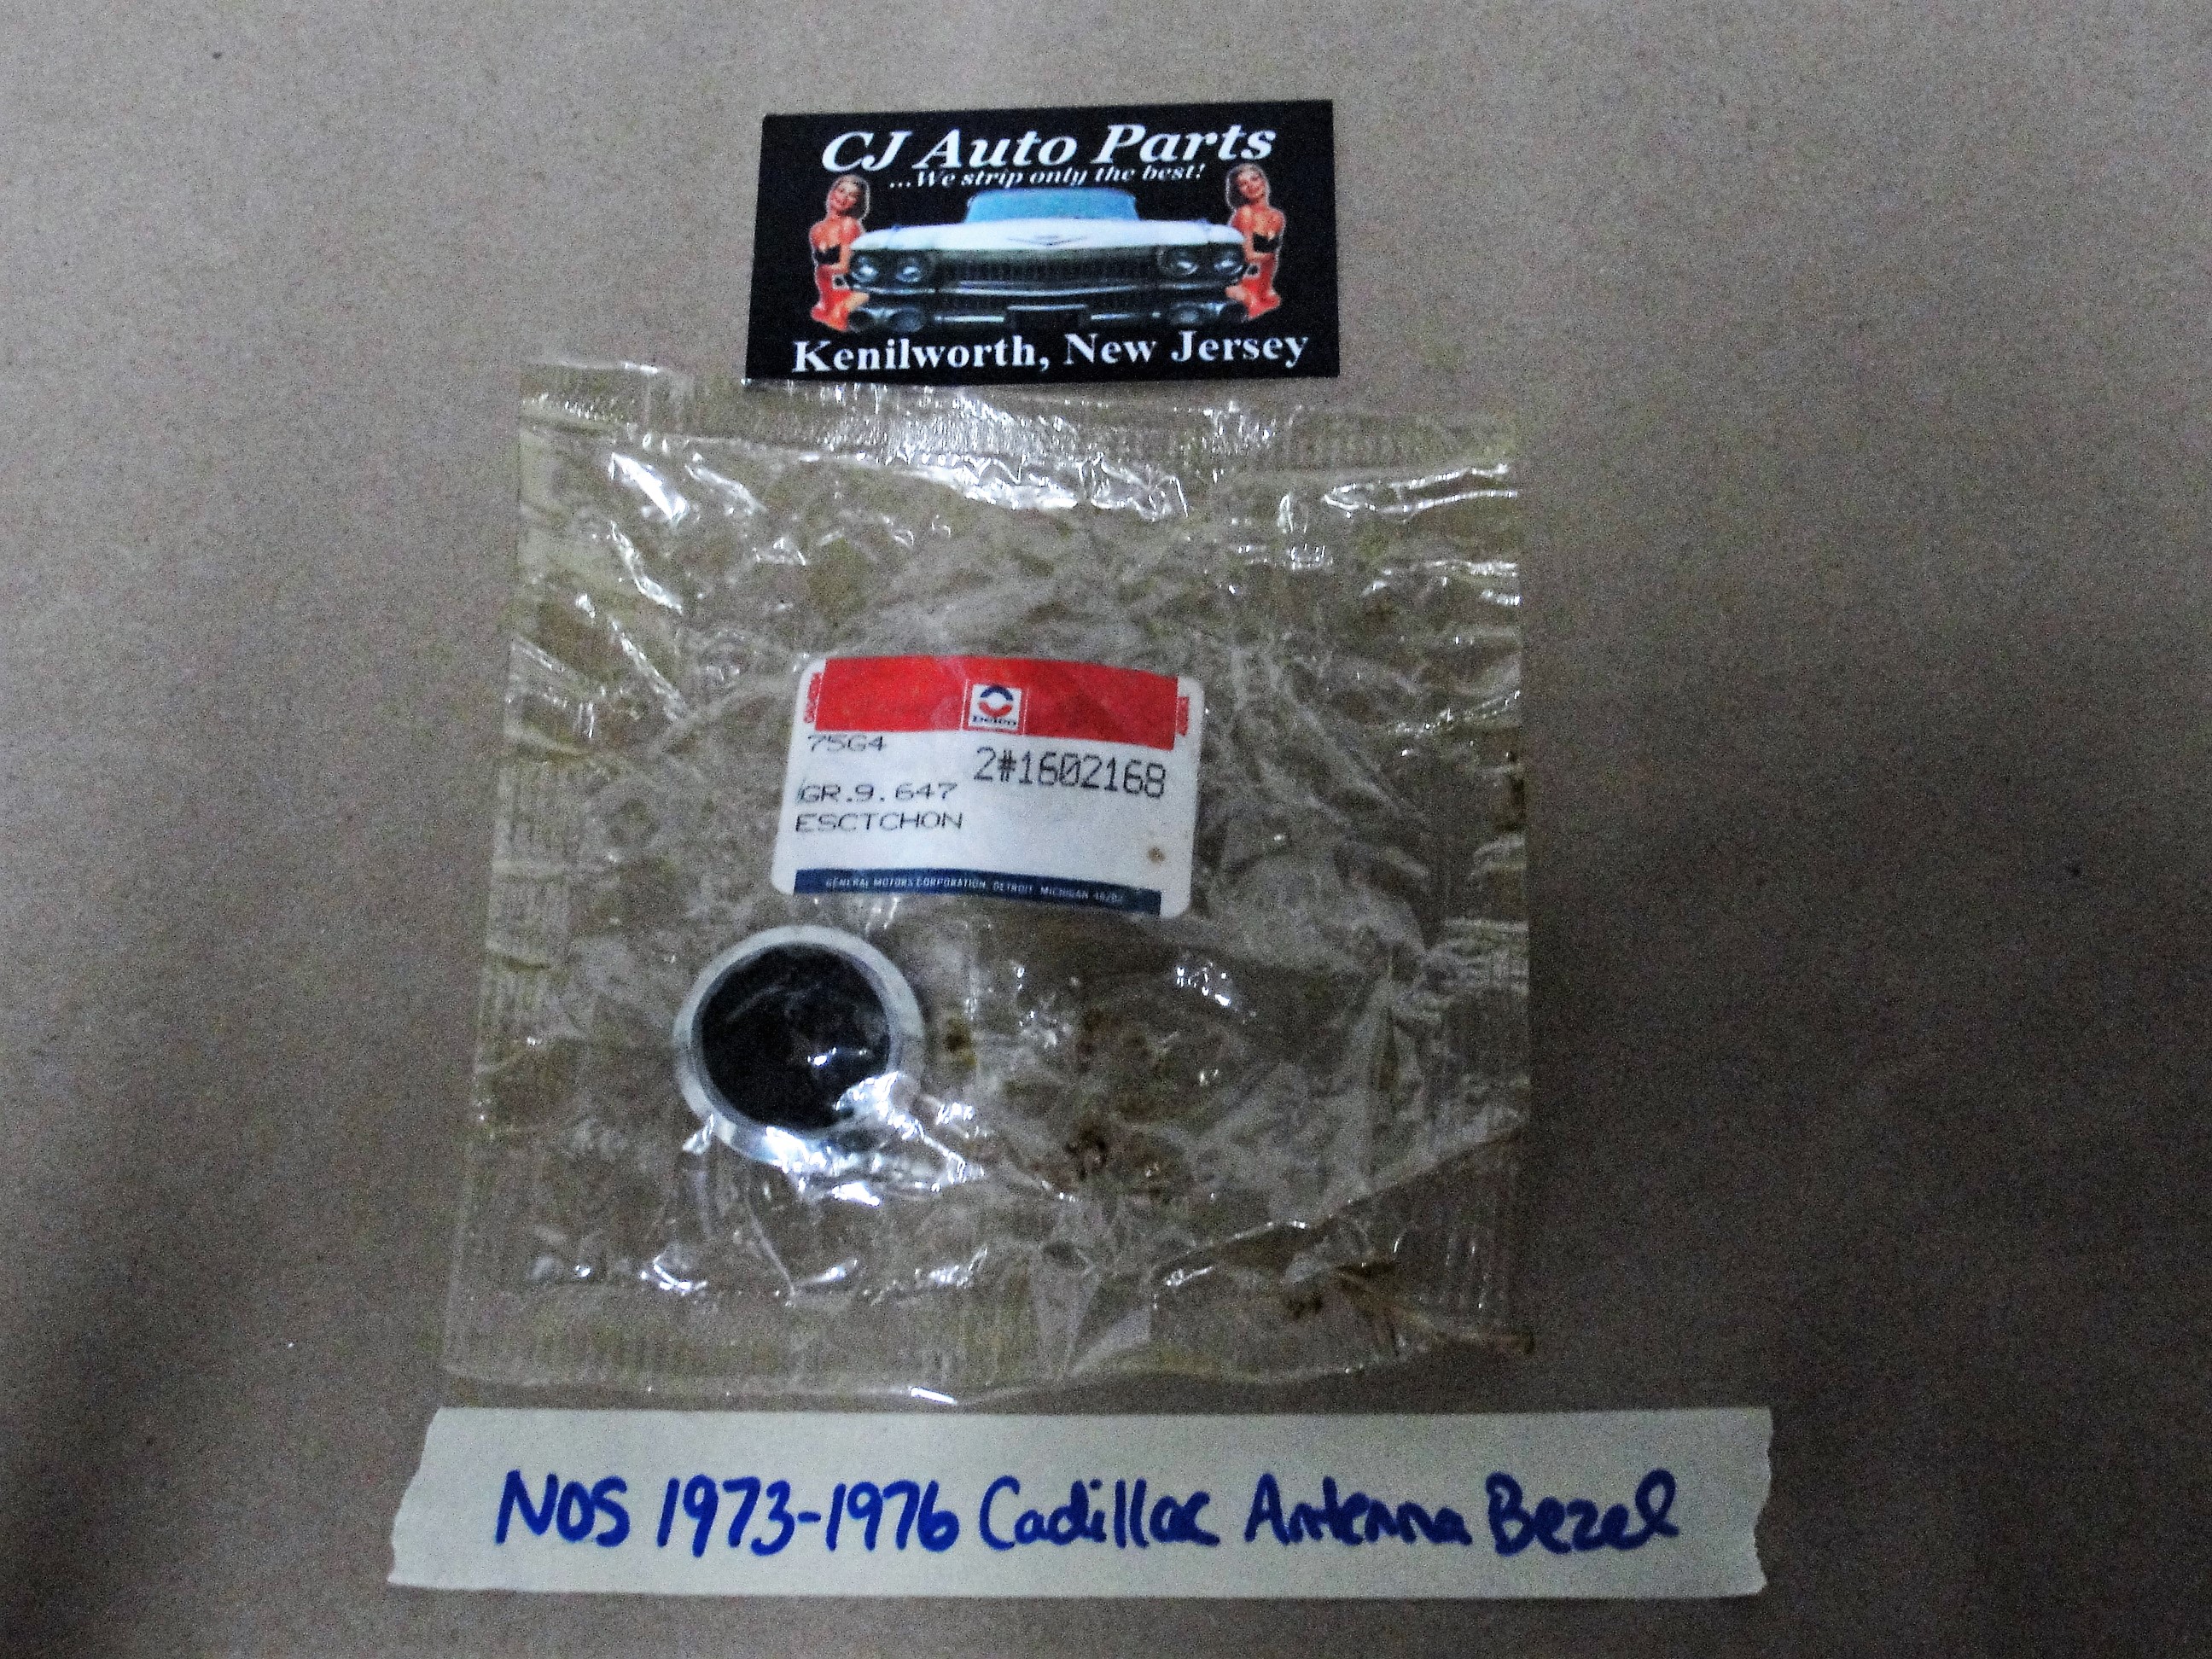 CJ Auto Parts
...We strip only the best!
Kenilworth, New Jersey
Delco
75G4
2#1602168
GR.9.647
ESCTCHON
GENERAL MOTORS CORPORATION, DETROIT, MICHIGAN 48202
NOS 1973-1976 Cadillac Antenna Bezel